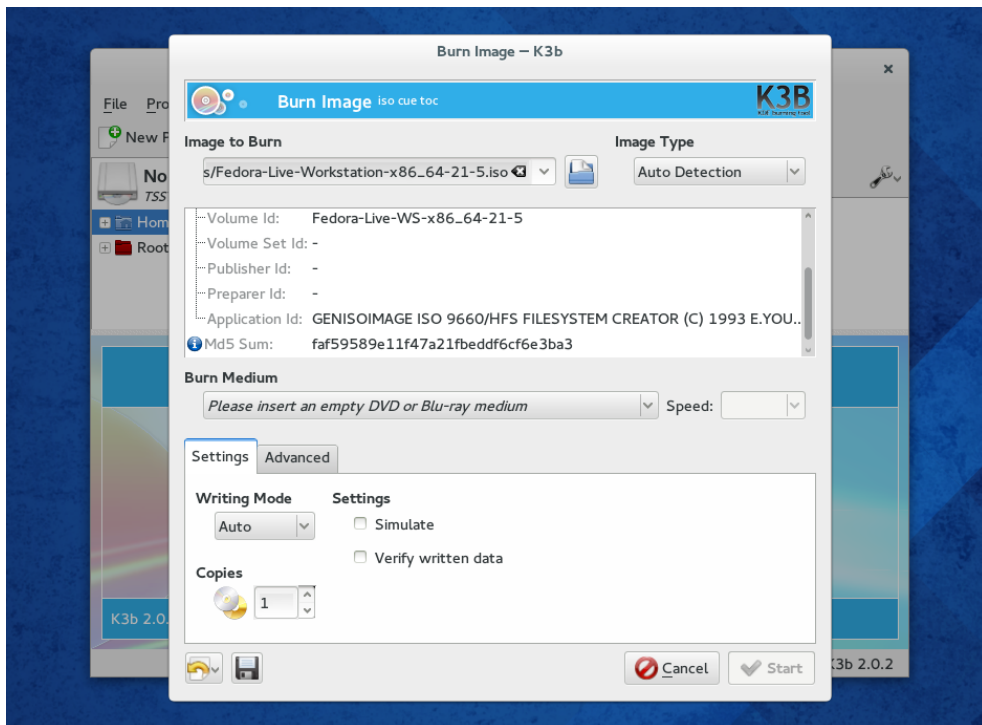 Burn Image – K3b
×
File Pro
New F
No
TSS
Hom
Root
Burn Image iso cue toc
K3B
Image to Burn
Image Type
s/Fedora-Live-Workstation-x86_64-21-5.iso
Auto Detection
Volume Id: Fedora-Live-WS-x86_64-21-5
Volume Set Id: -
Publisher Id: -
Preparer Id: -
Application Id: GENISOIMAGE ISO 9660/HFS FILESYSTEM CREATOR (C) 1993 E.YOU..
Md5 Sum: faf59589e11f47a21fbeddf6cf6e3ba3
Burn Medium
Please insert an empty DVD or Blu-ray medium
Speed:
Settings Advanced
Writing Mode
Settings
Auto
Simulate
Verify written data
Copies
1
K3b 2.0.
Cancel
Start
K3b 2.0.2